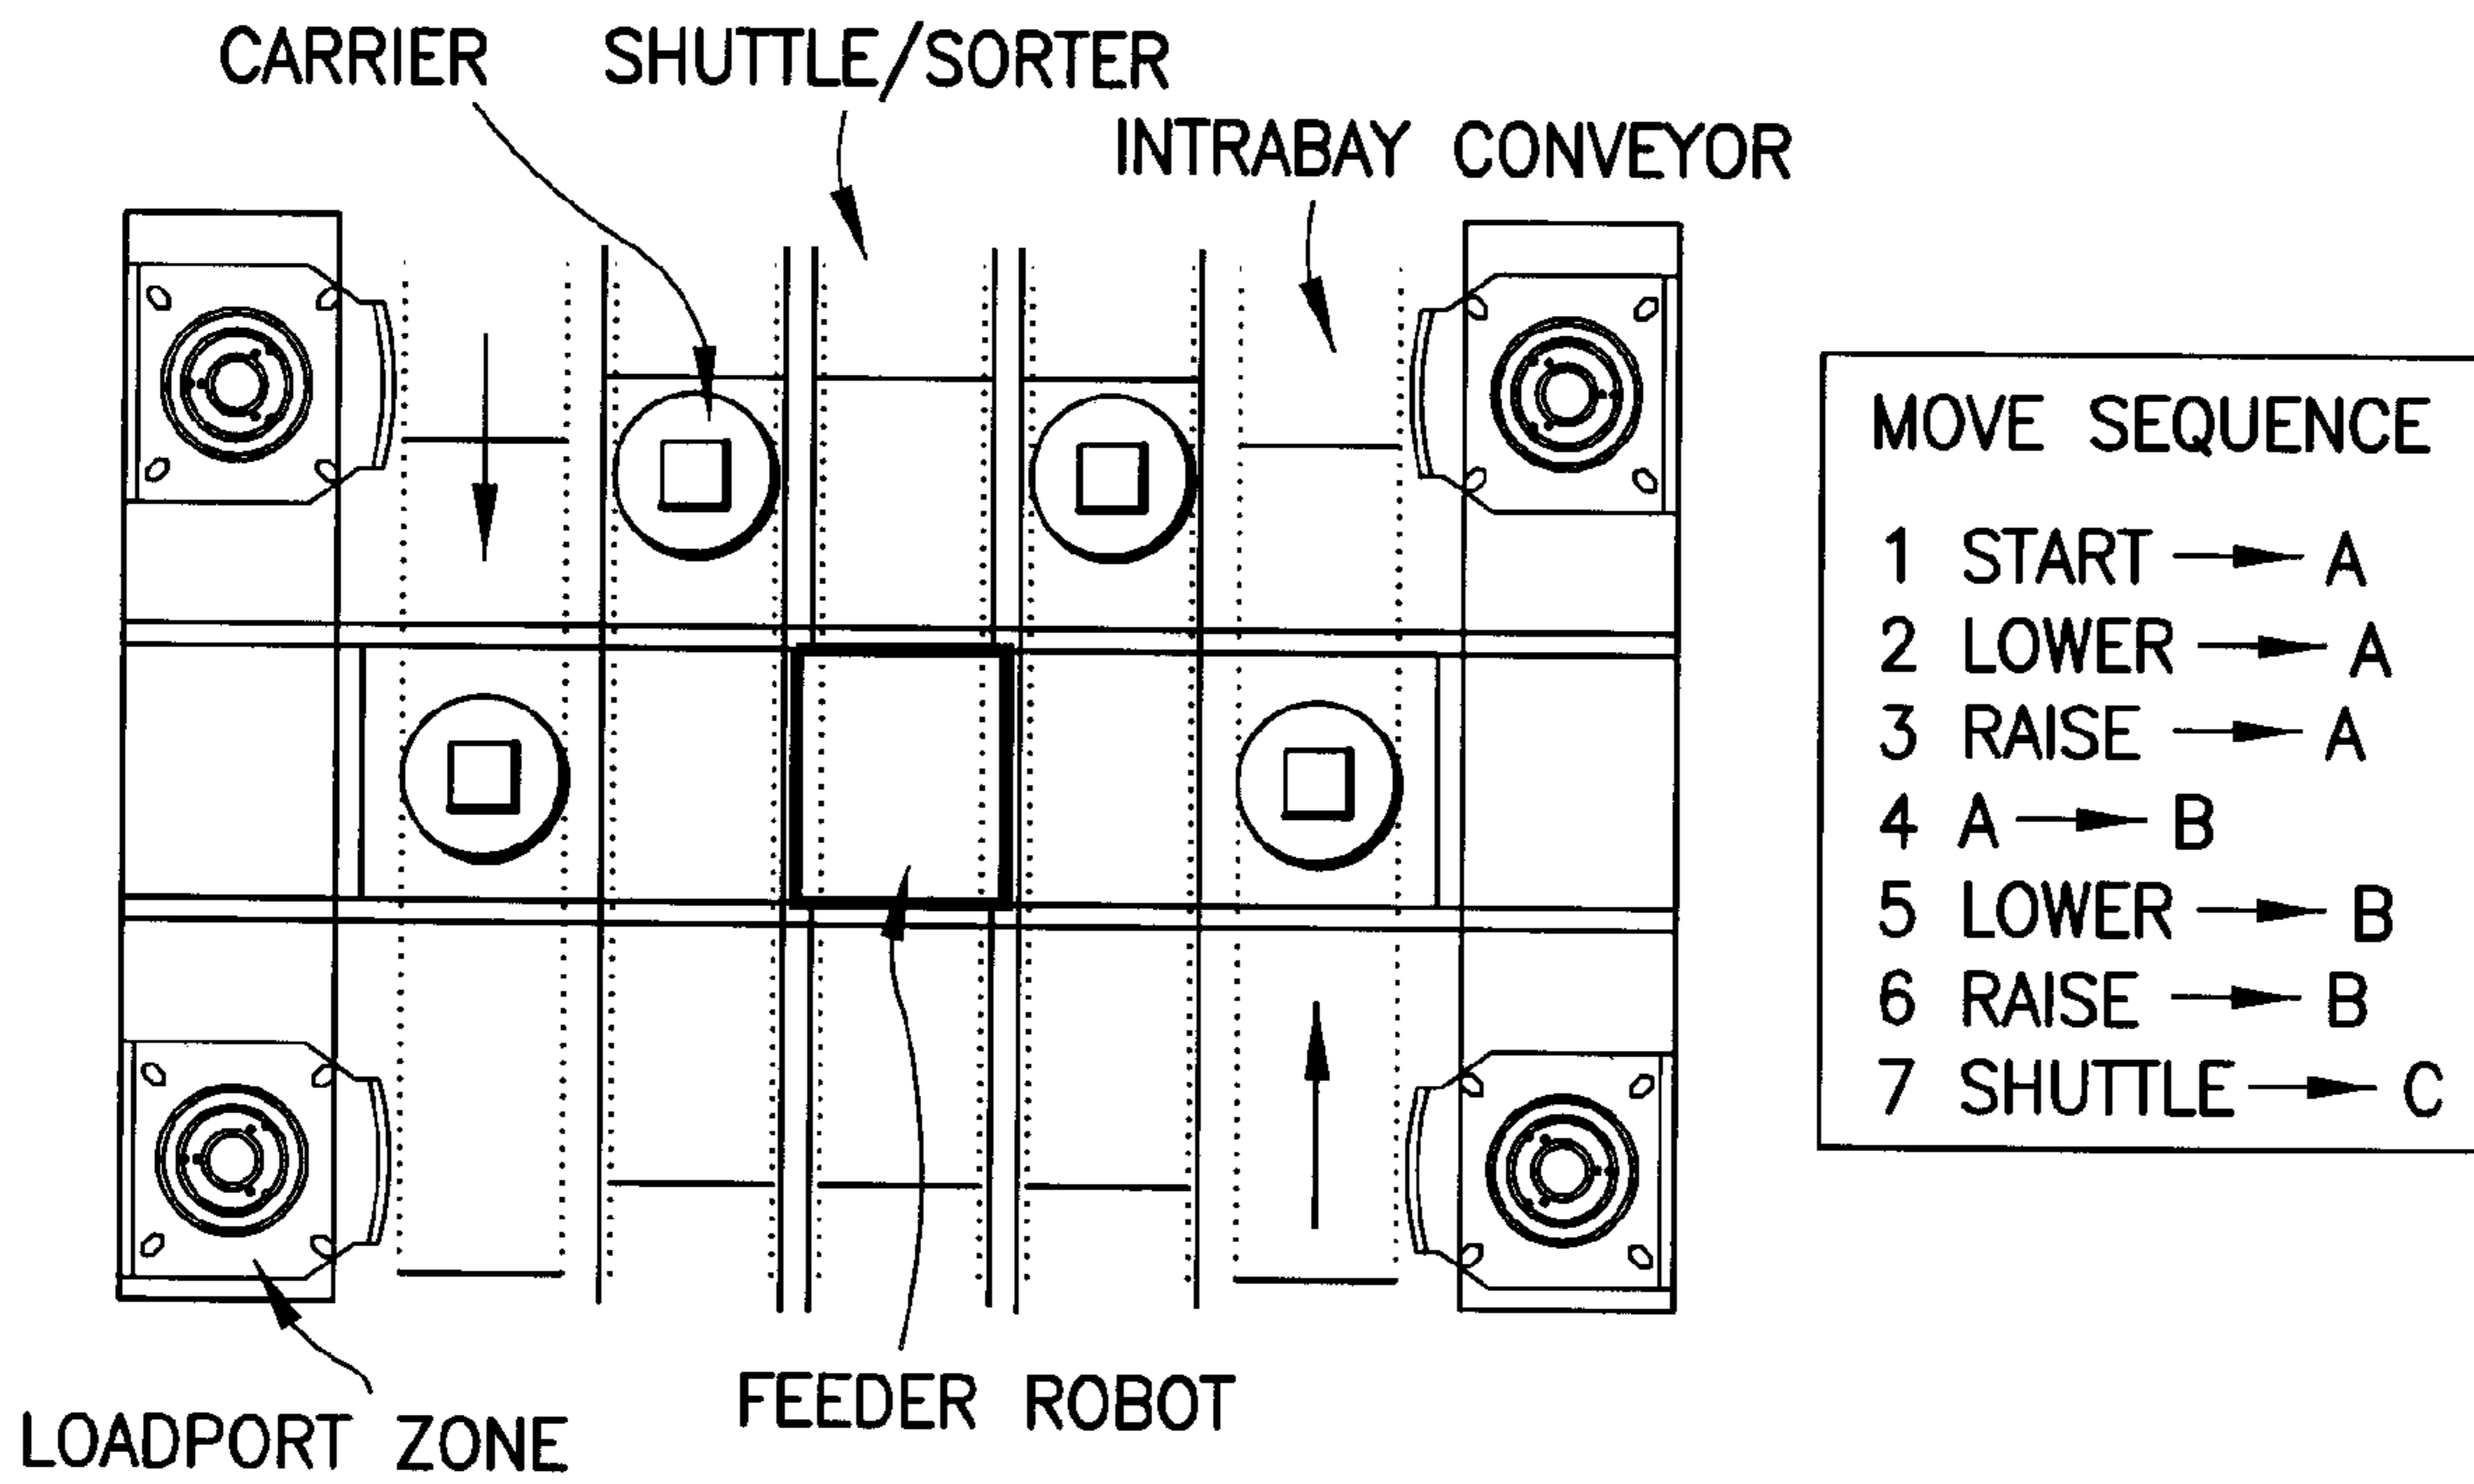 CARRIER
SHUTTLE/SORTER
INTRABAY CONVEYOR
MOVE SEQUENCE
1 START → A
2 LOWER → A
3 RAISE → A
4 A → B
5 LOWER → B
6 RAISE → B
7 SHUTTLE → C
FEEDER ROBOT
LOADPORT ZONE